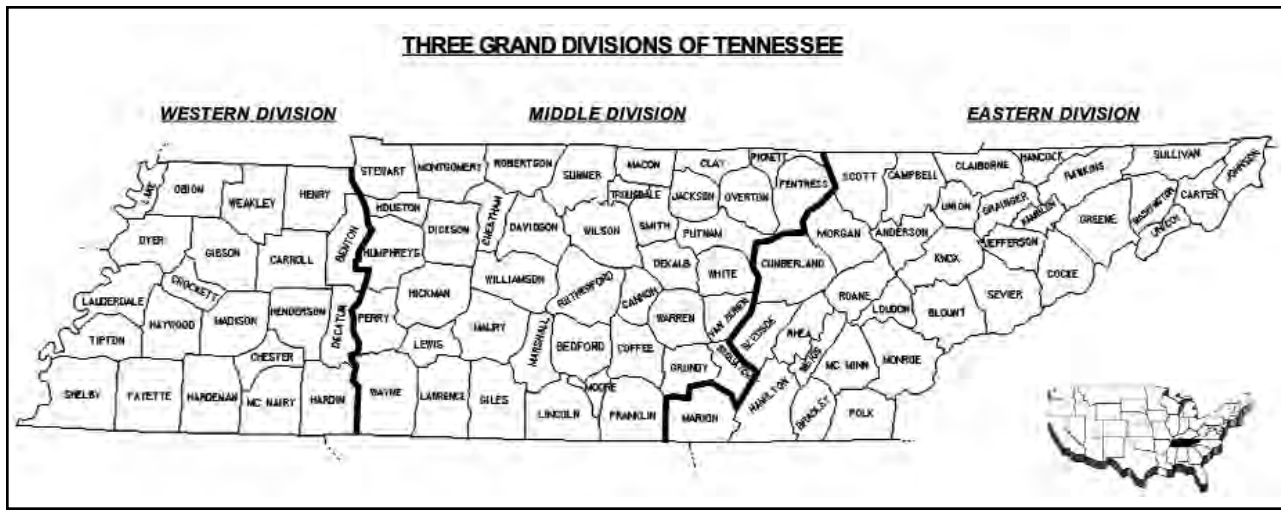 THREE GRAND DIVISIONS OF TENNESSEE
WESTERN DIVISION
MIDDLE DIVISION
EASTERN DIVISION
LAKE
OBION
WEAKLEY
HENRY
DYER
GIBSON
CARROLL
BENTON
CROCKETT
LAUDERDALE
HAYWOOD
MADISON
HENDERSON
DECATUR
TIPTON
CHESTER
SHELBY
FAYETTE
HARDEMAN
MC NAIRY
HARDIN
STEWART
MONTGOMERY
ROBERTSON
SUMNER
MACON
CLAY
PICKETT
TROUSDALE
JACKSON
OVERTON
FENTRESS
HOUSTON
DICKSON
CHEATHAM
DAVIDSON
WILSON
SMITH
PUTNAM
HUMPHREYS
HICKMAN
WILLIAMSON
RUTHERFORD
DEKALB
CANNON
WHITE
PERRY
LEWIS
MAURY
MARSHALL
BEDFORD
COFFEE
WARREN
VAN BUREN
GRUNDY
MOORE
WAYNE
LAWRENCE
GILES
LINCOLN
FRANKLIN
MARION
SCOTT
CAMPBELL
CLAIBORNE
HANCOCK
HAWKINS
SULLIVAN
JOHNSON
CARTER
WASHINGTON
UNICOI
UNION
GRAINGER
HAMBLEN
GREENE
MORGAN
ANDERSON
JEFFERSON
COCKE
KNOX
CUMBERLAND
ROANE
LOUDON
BLOUNT
SEVIER
BLEDSOE
RHEA
MEIGS
MC MINN
MONROE
HAMILTON
BRADLEY
POLK